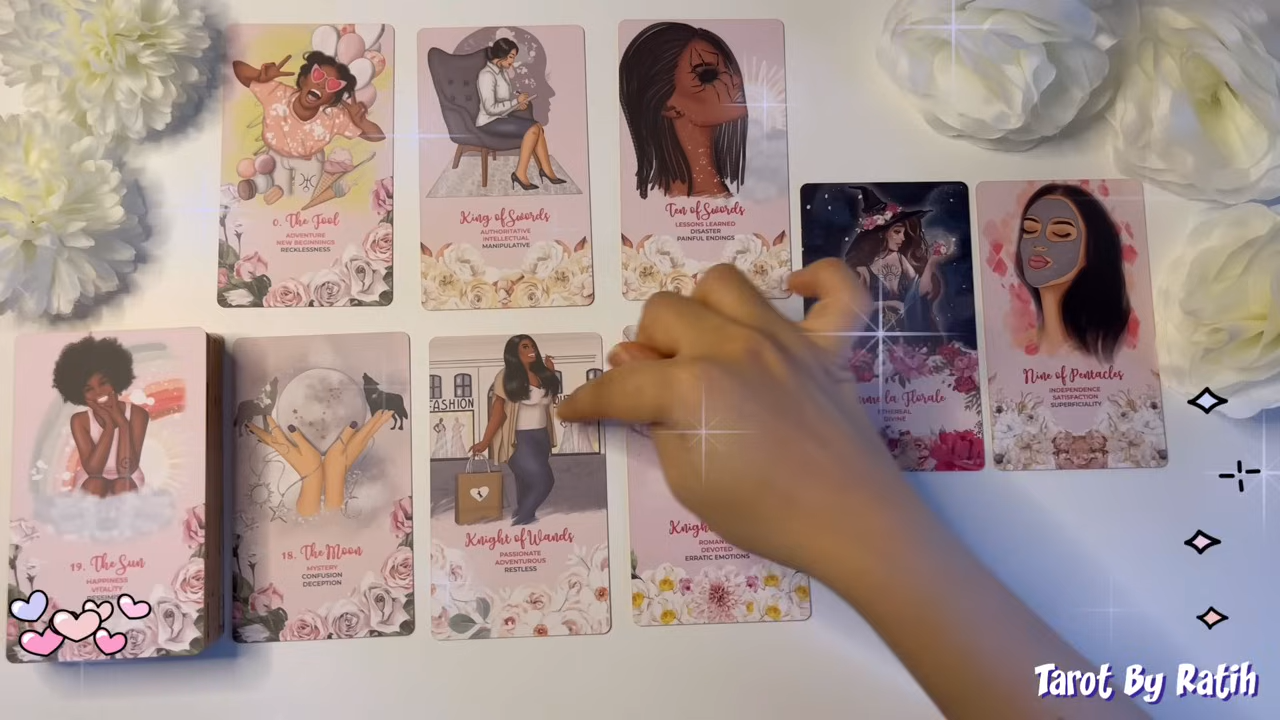 0. The Fool
ADVENTURE
NEW BEGINNINGS
RECKLESSNESS
King of Swords
AUTHORITATIVE
INTELLECTUAL
MANIPULATIVE
Ten of Swords
LESSONS LEARNED
DISASTER
PAINFUL ENDINGS
Florale
DIVINE
Nine of Pentacles
INDEPENDENCE
SATISFACTION
SUPERFICIALITY
19. The Sun
HAPPINESS
VITALITY
18. The Moon
MYSTERY
CONFUSION
DECEPTION
FASHION
Knight of Wands
PASSIONATE
ADVENTUROUS
RESTLESS
DEVOTED
ERRATIC EMOTIONS
Tarot By Ratih